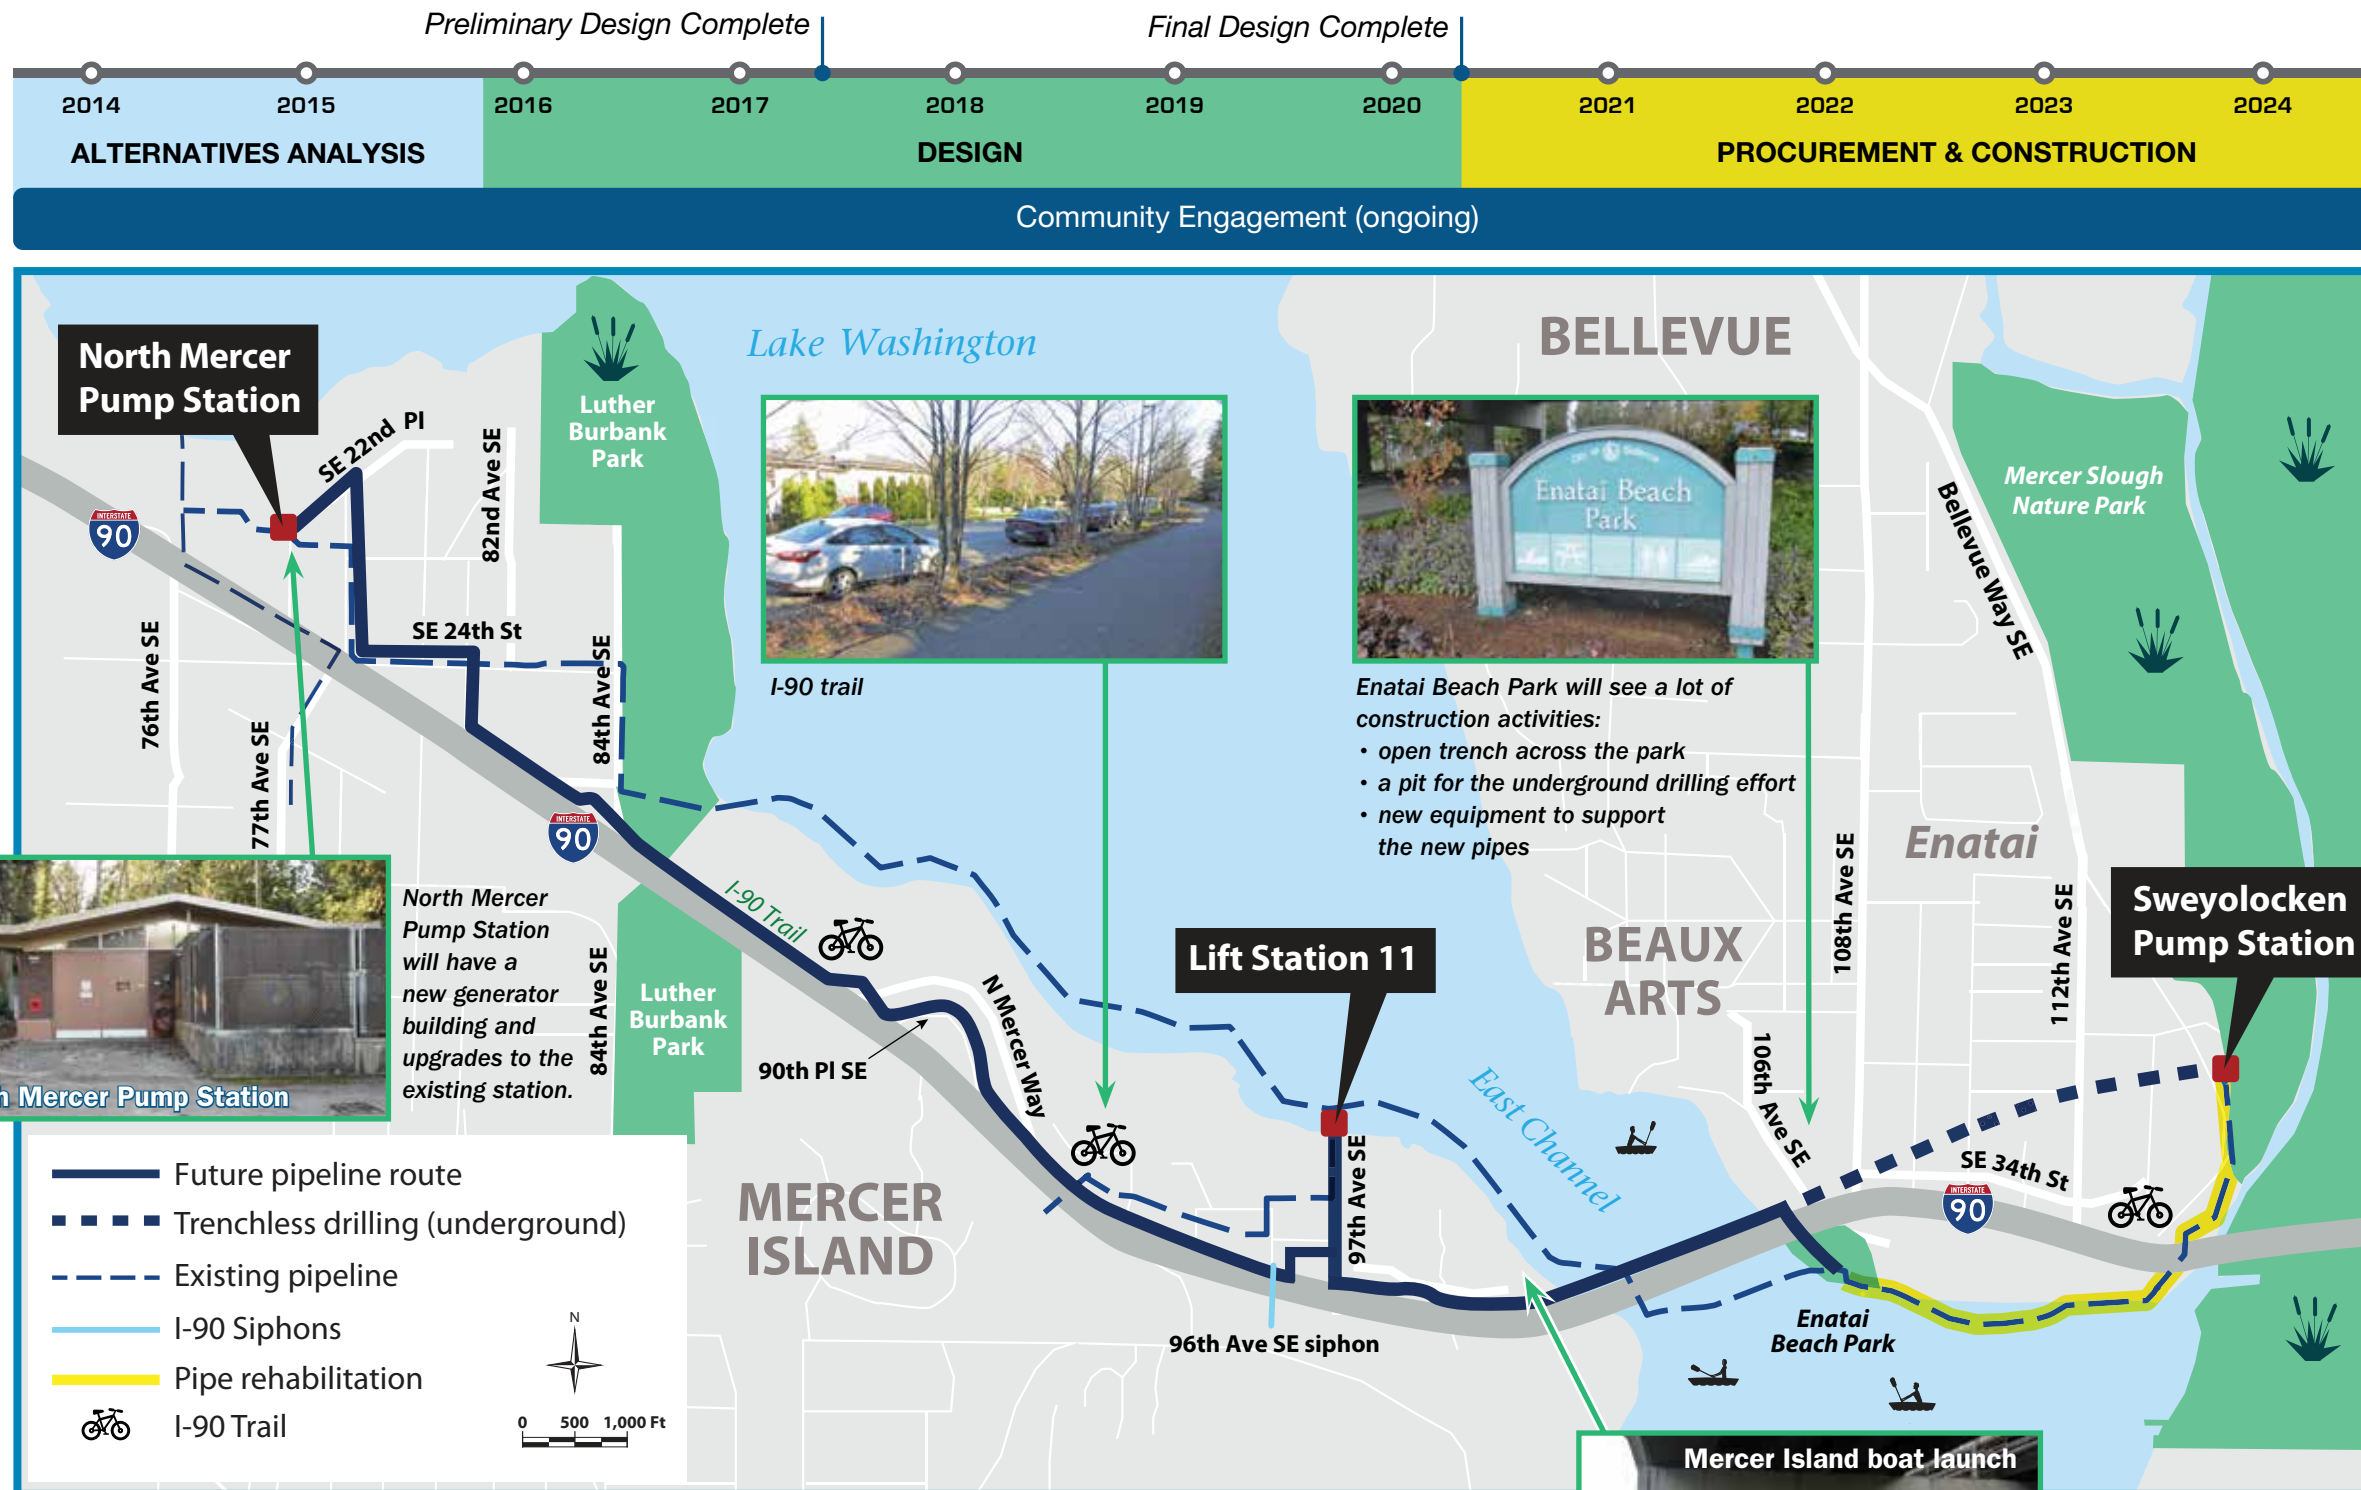 Preliminary Design Complete
Final Design Complete
2014
2015
2016
2017
2018
2019
2020
2021
2022
2023
2024
ALTERNATIVES ANALYSIS
DESIGN
PROCUREMENT & CONSTRUCTION
Community Engagement (ongoing)
North Mercer
Pump Station
SE 22nd Pl
82nd Ave SE
Luther
Burbank
Park
Lake Washington
BELLEVUE
Enatai Beach
Park
Mercer Slough
Nature Park
Bellevue Way SE
INTERSTATE
90
76th Ave SE
77th Ave SE
SE 24th St
84th Ave SE
I-90 trail
Enatai Beach Park will see a lot of
construction activities:
• open trench across the park
• a pit for the underground drilling effort
• new equipment to support
the new pipes
Enatai
108th Ave SE
112th Ave SE
Sweyolocken
Pump Station
INTERSTATE
90
North Mercer
Pump Station
will have a
new generator
building and
upgrades to the
existing station.
Mercer Pump Station
84th Ave SE
Luther
Burbank
Park
I-90 Trail
90th Pl SE
N Mercer Way
Lift Station 11
BEAUX
ARTS
106th Ave SE
East Channel
SE 34th St
INTERSTATE
90
MERCER
ISLAND
97th Ave SE
96th Ave SE siphon
Enatai
Beach Park
Mercer Island boat launch
Future pipeline route
Trenchless drilling (underground)
Existing pipeline
I-90 Siphons
Pipe rehabilitation
I-90 Trail
N
0 500 1,000 Ft